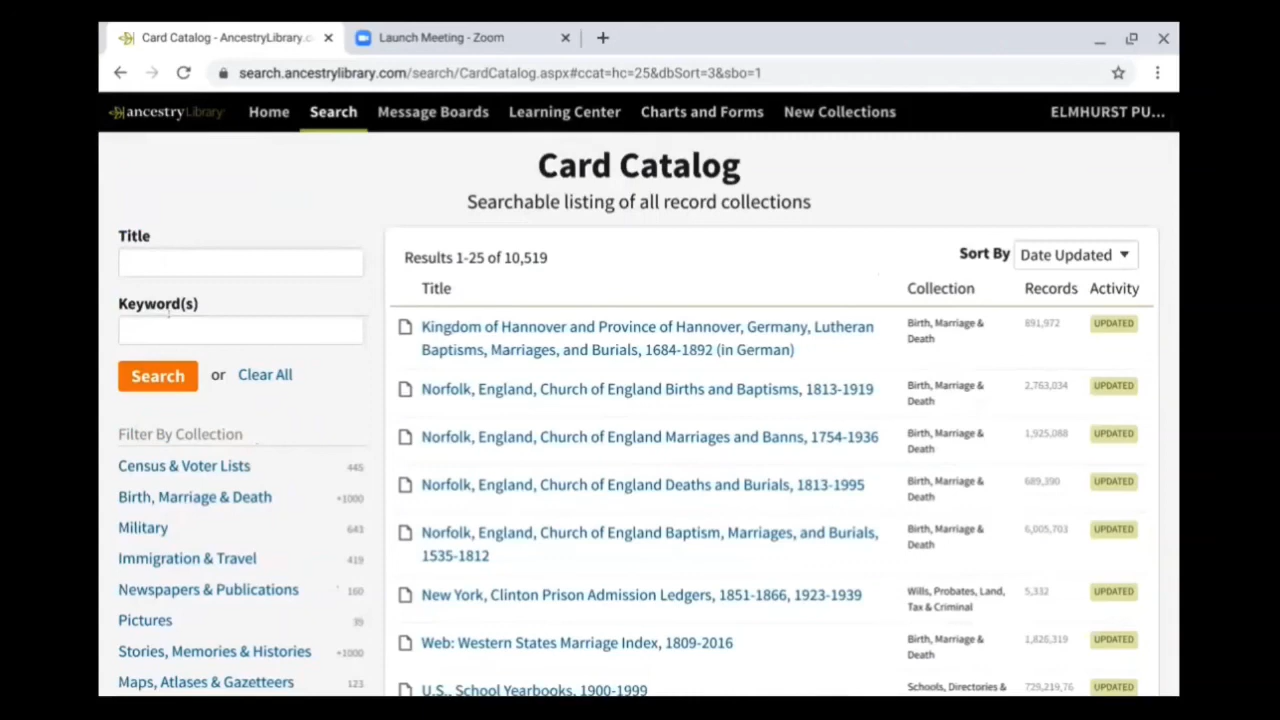 Card Catalog - AncestryLibrary.c
Launch Meeting - Zoom
search.ancestrylibrary.com/search/CardCatalog.aspx#ccat=hc=25&dbSort=3&sbo=1
ancestryLibrary Home Search Message Boards Learning Center Charts and Forms New Collections ELMHURST PU...
Card Catalog
Searchable listing of all record collections
Title
Keyword(s)
Search or Clear All
Filter By Collection
Census & Voter Lists 445
Birth, Marriage & Death +1000
Military 643
Immigration & Travel 419
Newspapers & Publications 160
Pictures
Stories, Memories & Histories +1000
Maps, Atlases & Gazetteers 123
Results 1-25 of 10,519
Sort By Date Updated
Title Collection Records Activity
Kingdom of Hannover and Province of Hannover, Germany, Lutheran
Baptisms, Marriages, and Burials, 1684-1892 (in German)
Birth, Marriage &
Death
891,972
UPDATED
Norfolk, England, Church of England Births and Baptisms, 1813-1919
Birth, Marriage &
Death
2,763,034
UPDATED
Norfolk, England, Church of England Marriages and Banns, 1754-1936
Birth, Marriage &
Death
1,925,088
UPDATED
Norfolk, England, Church of England Deaths and Burials, 1813-1995
Birth, Marriage &
Death
689,390
UPDATED
Norfolk, England, Church of England Baptism, Marriages, and Burials,
1535-1812
Birth, Marriage &
Death
6,005,703
UPDATED
New York, Clinton Prison Admission Ledgers, 1851-1866, 1923-1939
Wills, Probates, Land,
Tax & Criminal
5,332
UPDATED
Web: Western States Marriage Index, 1809-2016
Birth, Marriage &
Death
1,826,319
UPDATED
U.S., School Yearbooks, 1900-1999
Schools, Directories &
729,219,76
UPDATED